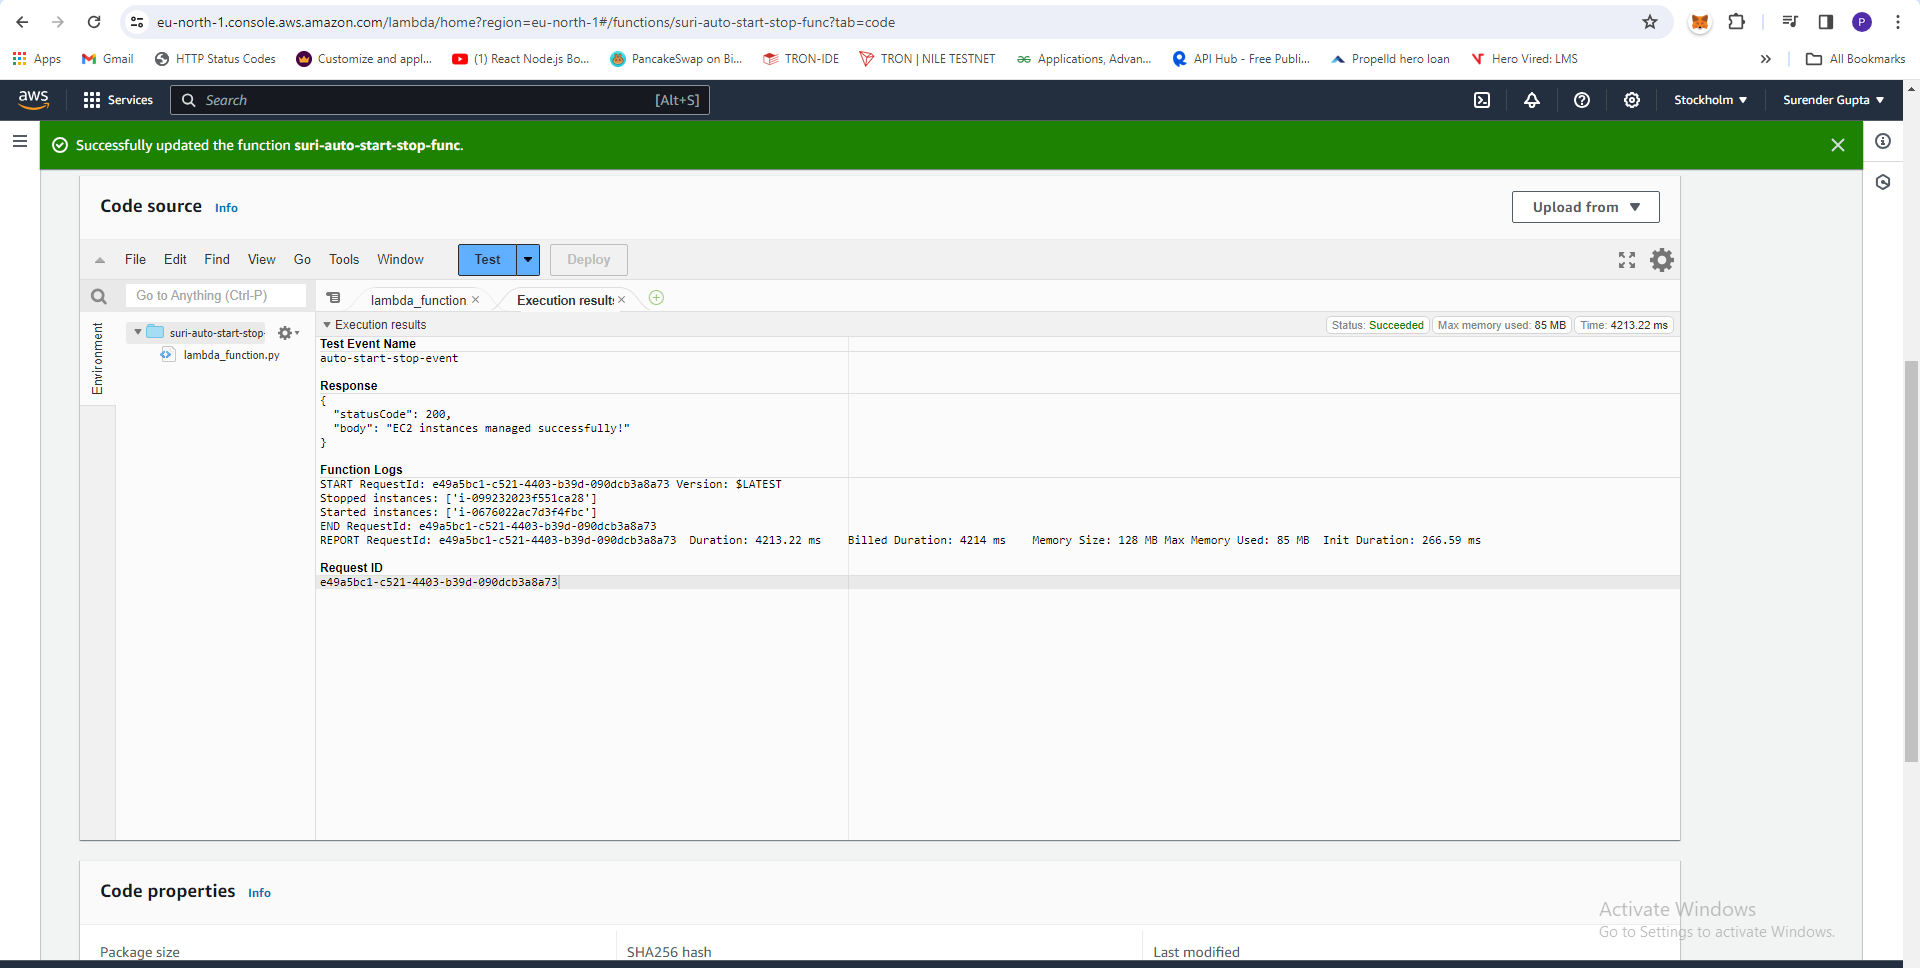 eu-north-1.console.aws.amazon.com/lambda/home?region=eu-north-1#/functions/suri-auto-start-stop-func?tab=code
P
Apps Gmail HTTP Status Codes Customize and appl... (1) React Node.js Bo... PancakeSwap on Bi... TRON-IDE TRON | NILE TESTNET Applications, Advan... API Hub - Free Publi... Propelld hero loan Hero Vired: LMS » All Bookmarks
aws Services Search [Alt+S] Stockholm Surender Gupta
Successfully updated the function suri-auto-start-stop-func.
Code source Info Upload from
File Edit Find View Go Tools Window Test Deploy
Go to Anything (Ctrl-P) lambda_function × Execution results ×
Environment
suri-auto-start-stop-
lambda_function.py
Execution results Status: Succeeded Max memory used: 85 MB Time: 4213.22 ms
Test Event Name
auto-start-stop-event
Response
{
"statusCode": 200,
"body": "EC2 instances managed successfully!"
}
Function Logs
START RequestId: e49a5bc1-c521-4403-b39d-090dcb3a8a73 Version: $LATEST
Stopped instances: ['i-099232023f551ca28']
Started instances: ['i-0676022ac7d3f4fbc']
END RequestId: e49a5bc1-c521-4403-b39d-090dcb3a8a73
REPORT RequestId: e49a5bc1-c521-4403-b39d-090dcb3a8a73 Duration: 4213.22 ms Billed Duration: 4214 ms Memory Size: 128 MB Max Memory Used: 85 MB Init Duration: 266.59 ms
Request ID
e49a5bc1-c521-4403-b39d-090dcb3a8a73
Code properties Info
Package size SHA256 hash Last modified
Activate Windows
Go to Settings to activate Windows.